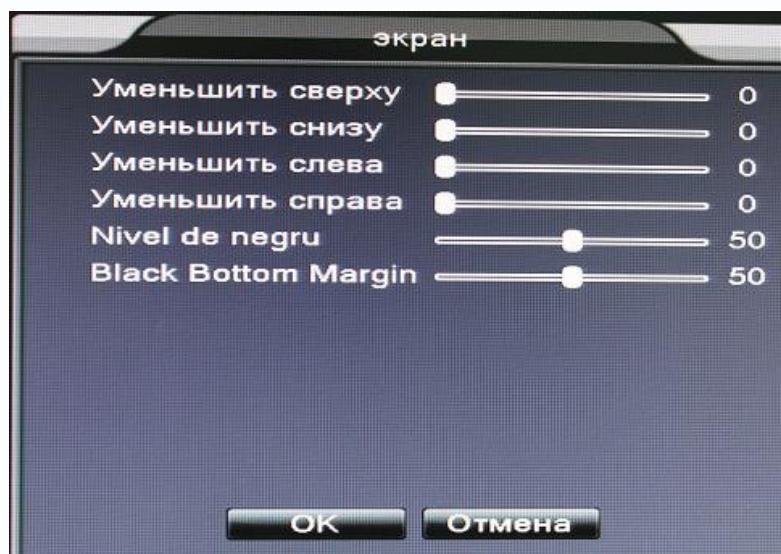 экран
Уменьшить сверху 0
Уменьшить снизу 0
Уменьшить слева 0
Уменьшить справа 0
Nivel de negru 50
Black Bottom Margin 50
OK Отмена